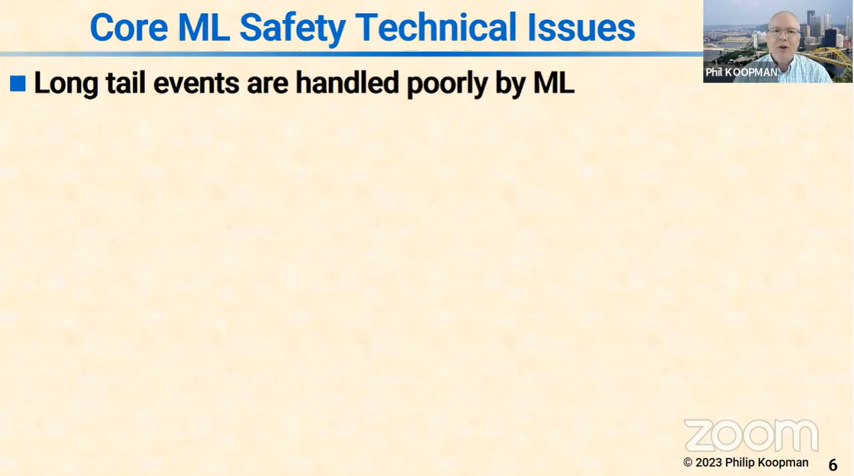 Core ML Safety Technical Issues
Phil KOOPMAN
Long tail events are handled poorly by ML
zoom
© 2023 Philip Koopman 6